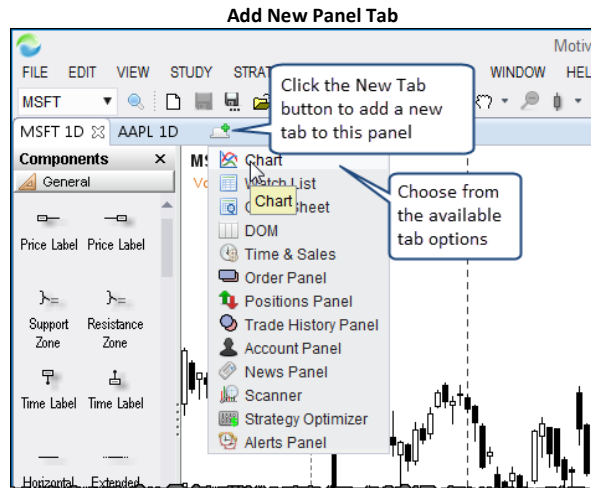 Add New Panel Tab
Motiv
FILE EDIT VIEW STUDY STRAT WINDOW HEL
Click the New Tab
button to add a new
tab to this panel
MSFT
MSFT 1D AAPL 1D
Components
General
Price Label Price Label
Support Resistance
Zone Zone
Time Label Time Label
Horizontal Extended
Chart
Watch List
Chart
Sheet
DOM
Time & Sales
Order Panel
Positions Panel
Trade History Panel
Account Panel
News Panel
Scanner
Strategy Optimizer
Alerts Panel
Choose from
the available
tab options